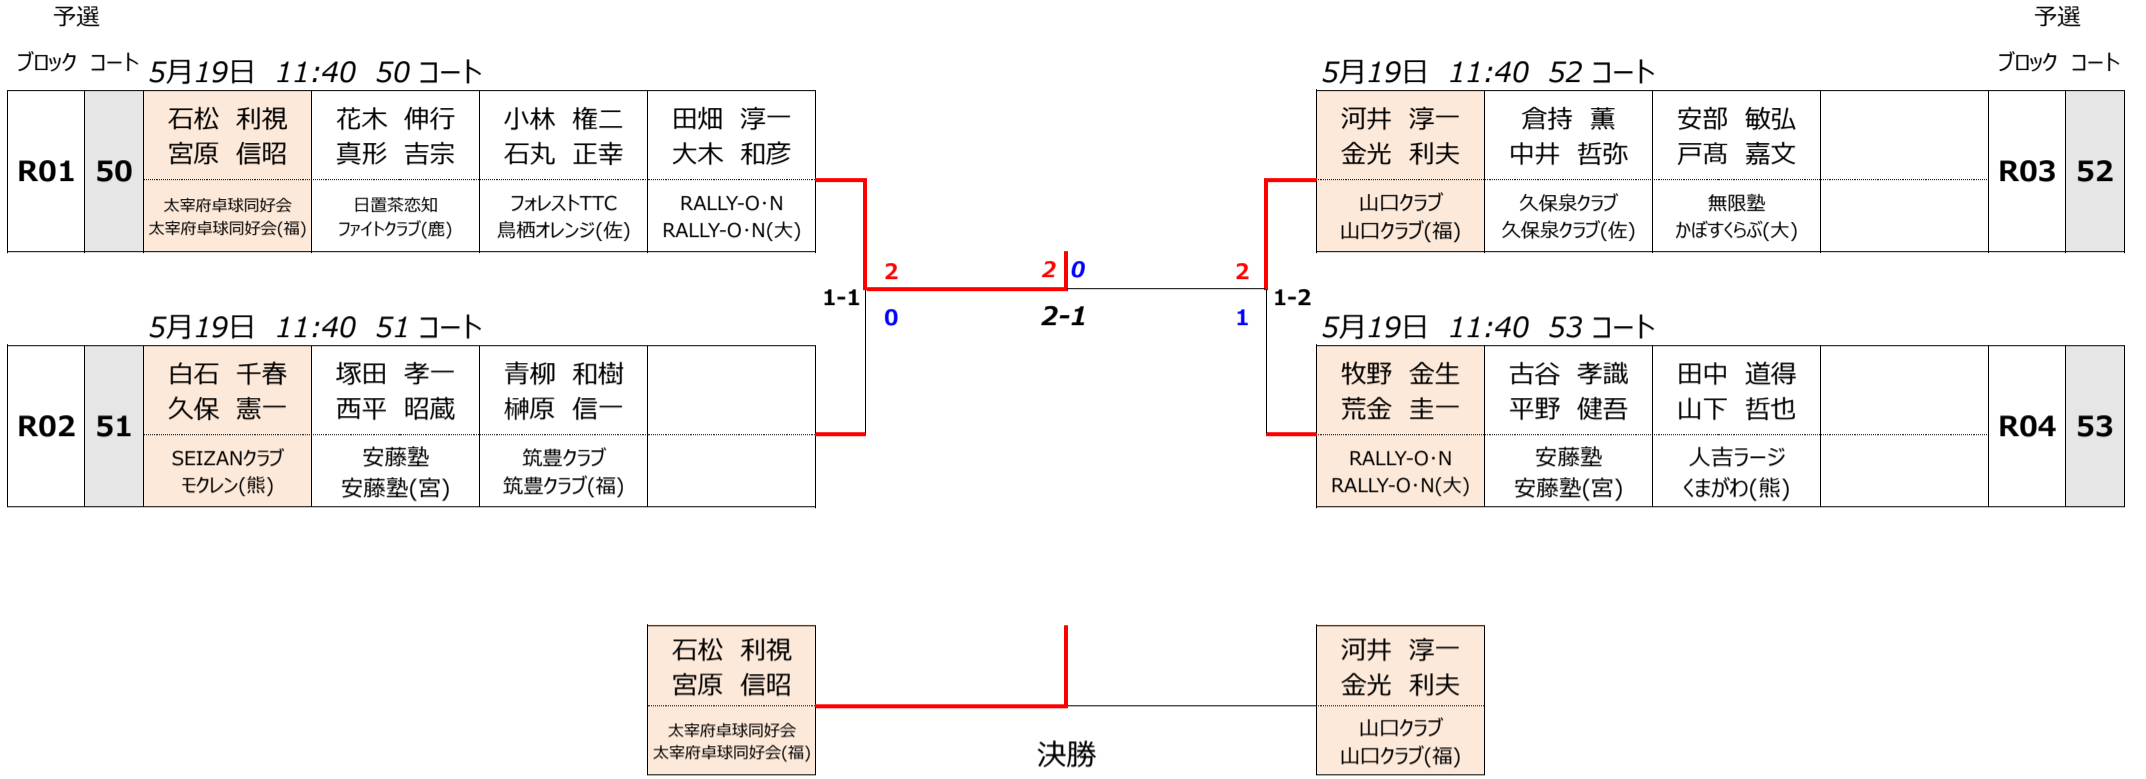 予選
ブロック コート
5月19日 11:40 50 コート
R01 50
石松 利視
宮原 信昭
太宰府卓球同好会
太宰府卓球同好会(福)
花木 伸行
真形 吉宗
日置茶恋知
ファイトクラブ(鹿)
小林 権二
石丸 正幸
フォレストTTC
鳥栖オレンジ(佐)
田畑 淳一
大木 和彦
RALLY-O・N
RALLY-O・N(大)
5月19日 11:40 51 コート
R02 51
白石 千春
久保 憲一
SEIZANクラブ
モクレン(熊)
塚田 孝一
西平 昭蔵
安藤塾
安藤塾(宮)
青柳 和樹
榊原 信一
筑豊クラブ
筑豊クラブ(福)
1-1
2
0
2 0
2-1
2
1
1-2
予選
ブロック コート
5月19日 11:40 52 コート
河井 淳一
金光 利夫
山口クラブ
山口クラブ(福)
倉持 薫
中井 哲弥
久保泉クラブ
久保泉クラブ(佐)
安部 敏弘
戸髙 嘉文
無限塾
かぼすくらぶ(大)
R03 52
5月19日 11:40 53 コート
牧野 金生
荒金 圭一
RALLY-O・N
RALLY-O・N(大)
古谷 孝識
平野 健吾
安藤塾
安藤塾(宮)
田中 道得
山下 哲也
人吉ラージ
くまがわ(熊)
R04 53
石松 利視
宮原 信昭
太宰府卓球同好会
太宰府卓球同好会(福)
決勝
河井 淳一
金光 利夫
山口クラブ
山口クラブ(福)